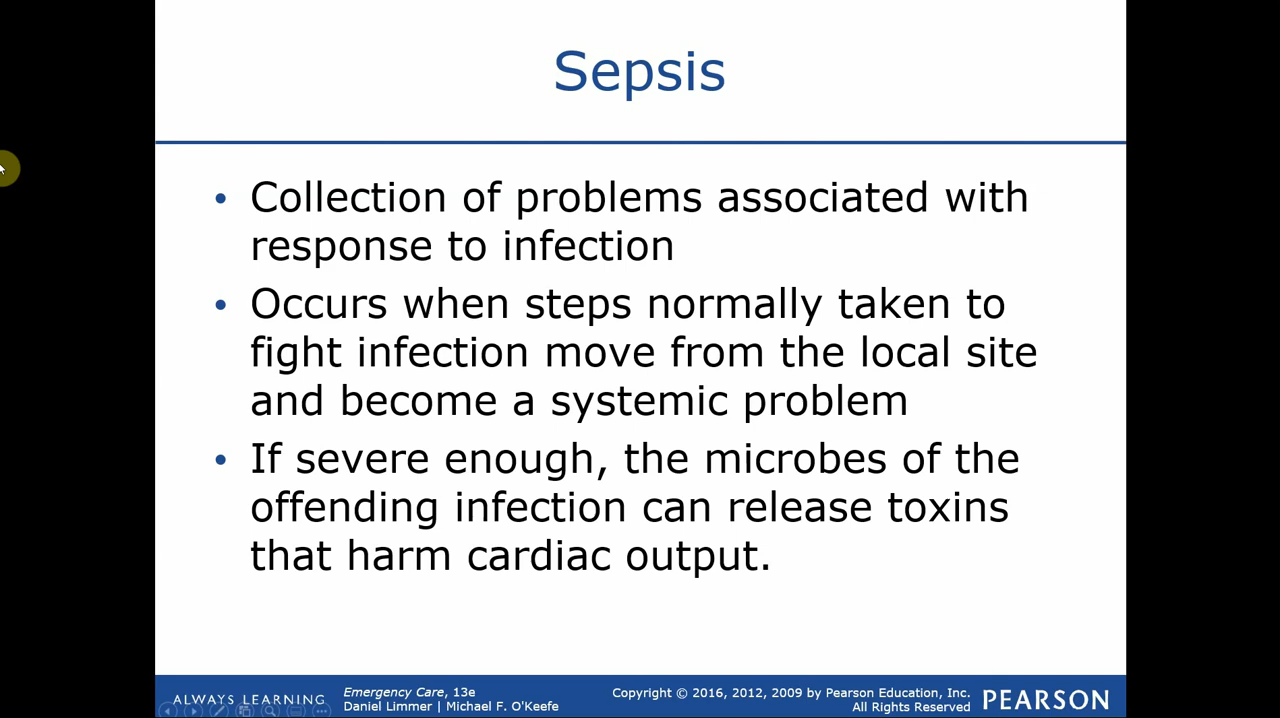 Sepsis
• Collection of problems associated with
response to infection
• Occurs when steps normally taken to
fight infection move from the local site
and become a systemic problem
• If severe enough, the microbes of the
offending infection can release toxins
that harm cardiac output.
ALWAYS LEARNING
Emergency Care, 13e
Daniel Limmer | Michael F. O'Keefe
Copyright © 2016, 2012, 2009 by Pearson Education, Inc.
All Rights Reserved
PEARSON